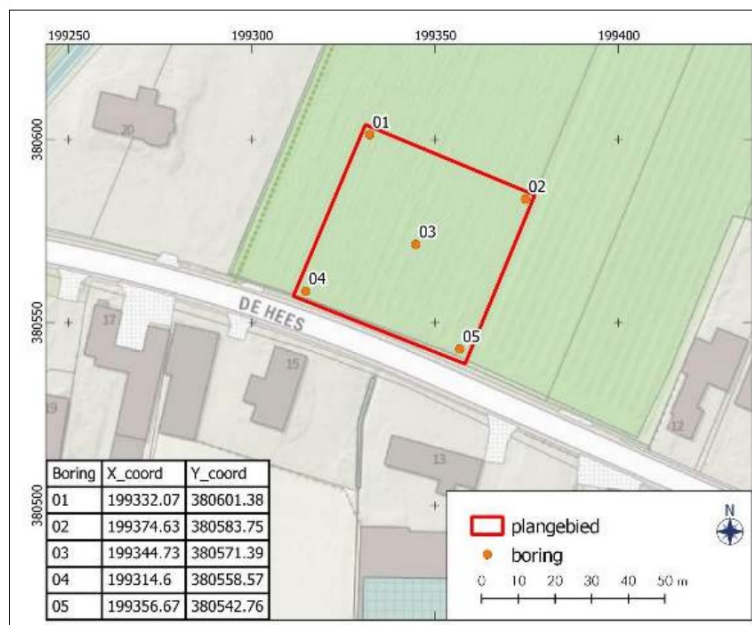 199250 199300 199350 199400
380600
380550
380500
20
01
02
03
04
05
DE HEES
17
15
19
13
12
Boring X_coord Y_coord
01 199332.07 380601.38
02 199374.63 380583.75
03 199344.73 380571.39
04 199314.6 380558.57
05 199356.67 380542.76
N
plangebied
boring
0 10 20 30 40 50 m